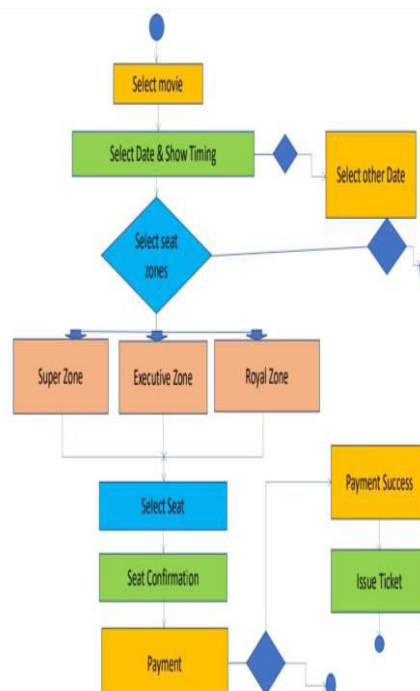 Select movie
Select Date & Show Timing
Select other Date
Select seat
zones
Super Zone
Executive Zone
Royal Zone
Payment Success
Select Seat
Seat Confirmation
Issue Ticket
Payment